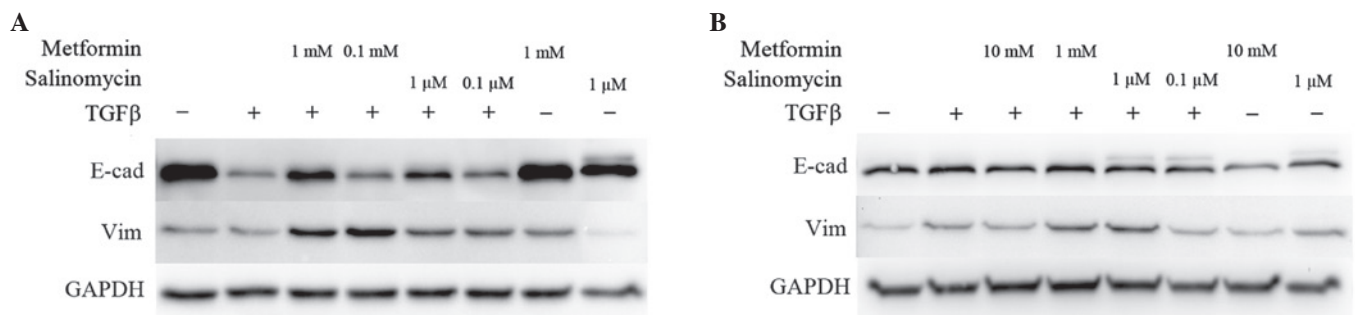 A
Metformin 1 mM 0.1 mM 1 mM
Salinomycin 1 μM 0.1 μM 1 μM
TGFβ − + + + + + − −
E-cad
Vim
GAPDH
B
Metformin 10 mM 1 mM 10 mM
Salinomycin 1 μM 0.1 μM 1 μM
TGFβ − + + + + + − −
E-cad
Vim
GAPDH